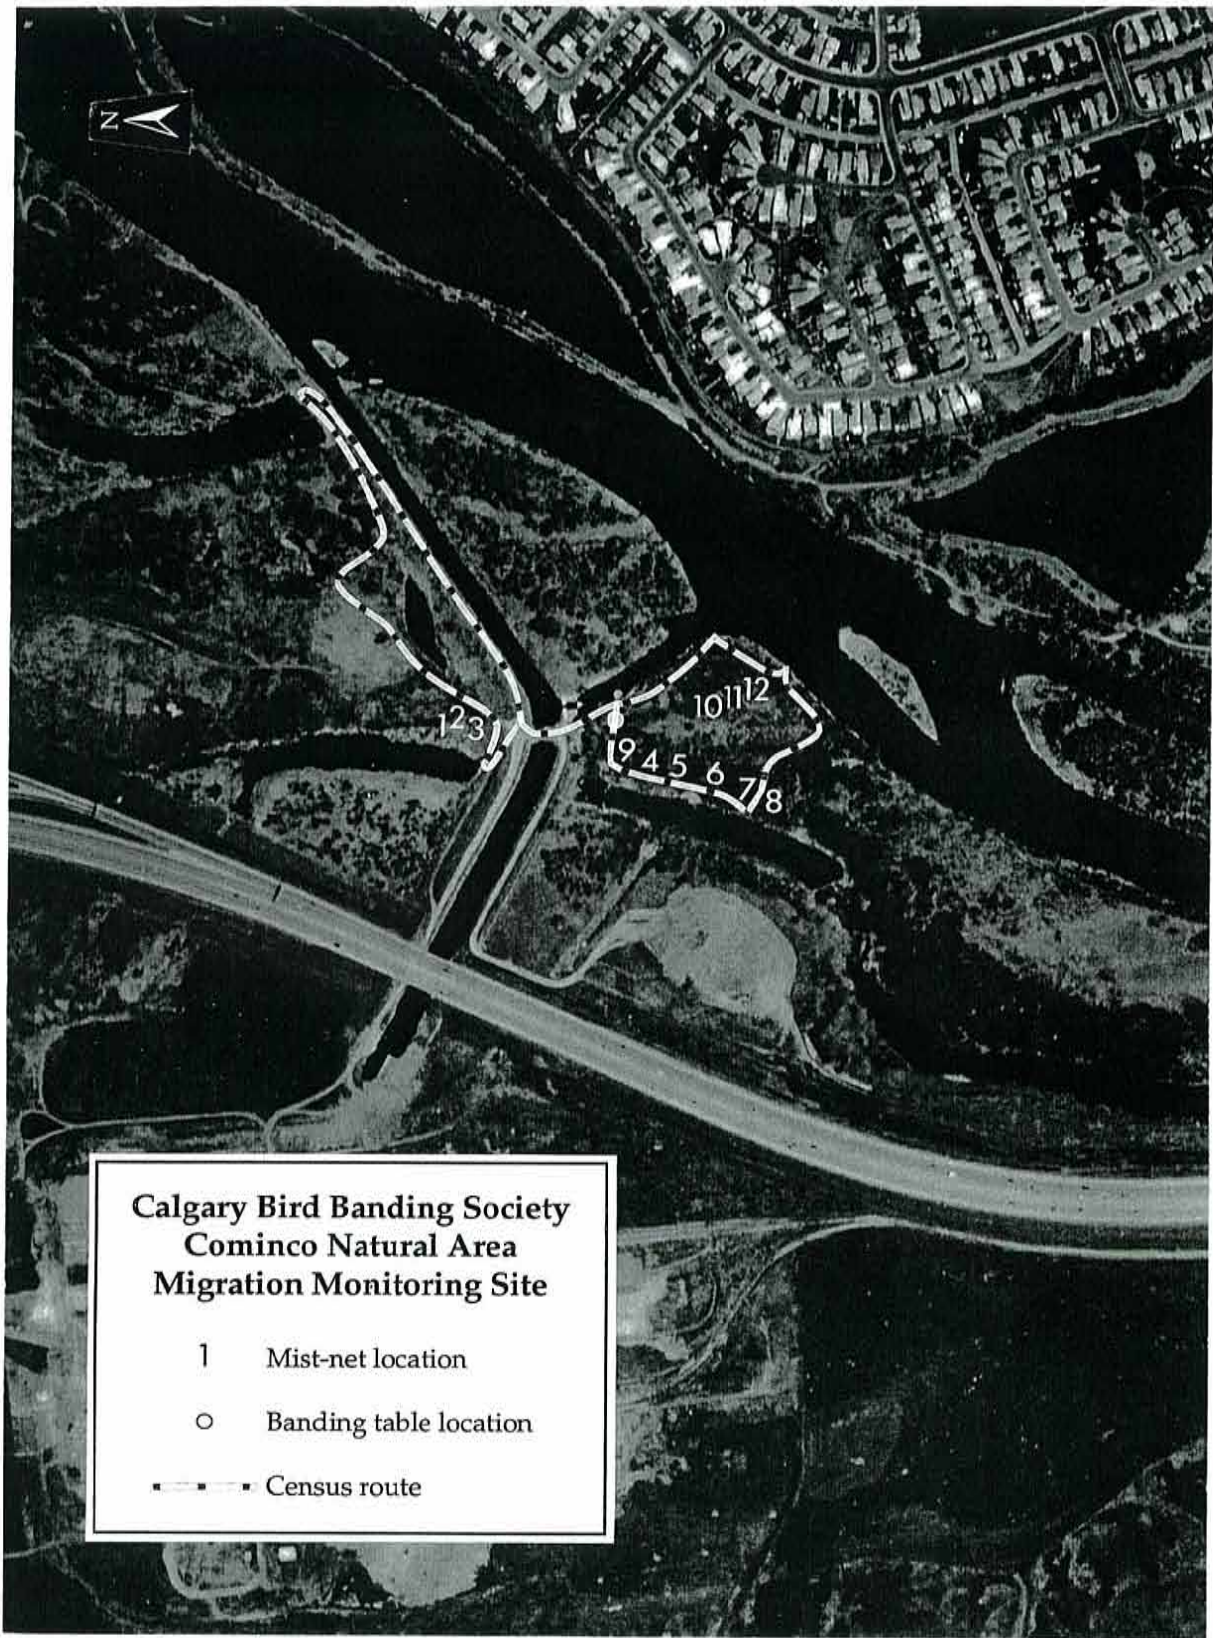 N
1 2 3
10 11 12
9 4 5 6 7 8
Calgary Bird Banding Society
Cominco Natural Area
Migration Monitoring Site
1 Mist-net location
Banding table location
Census route